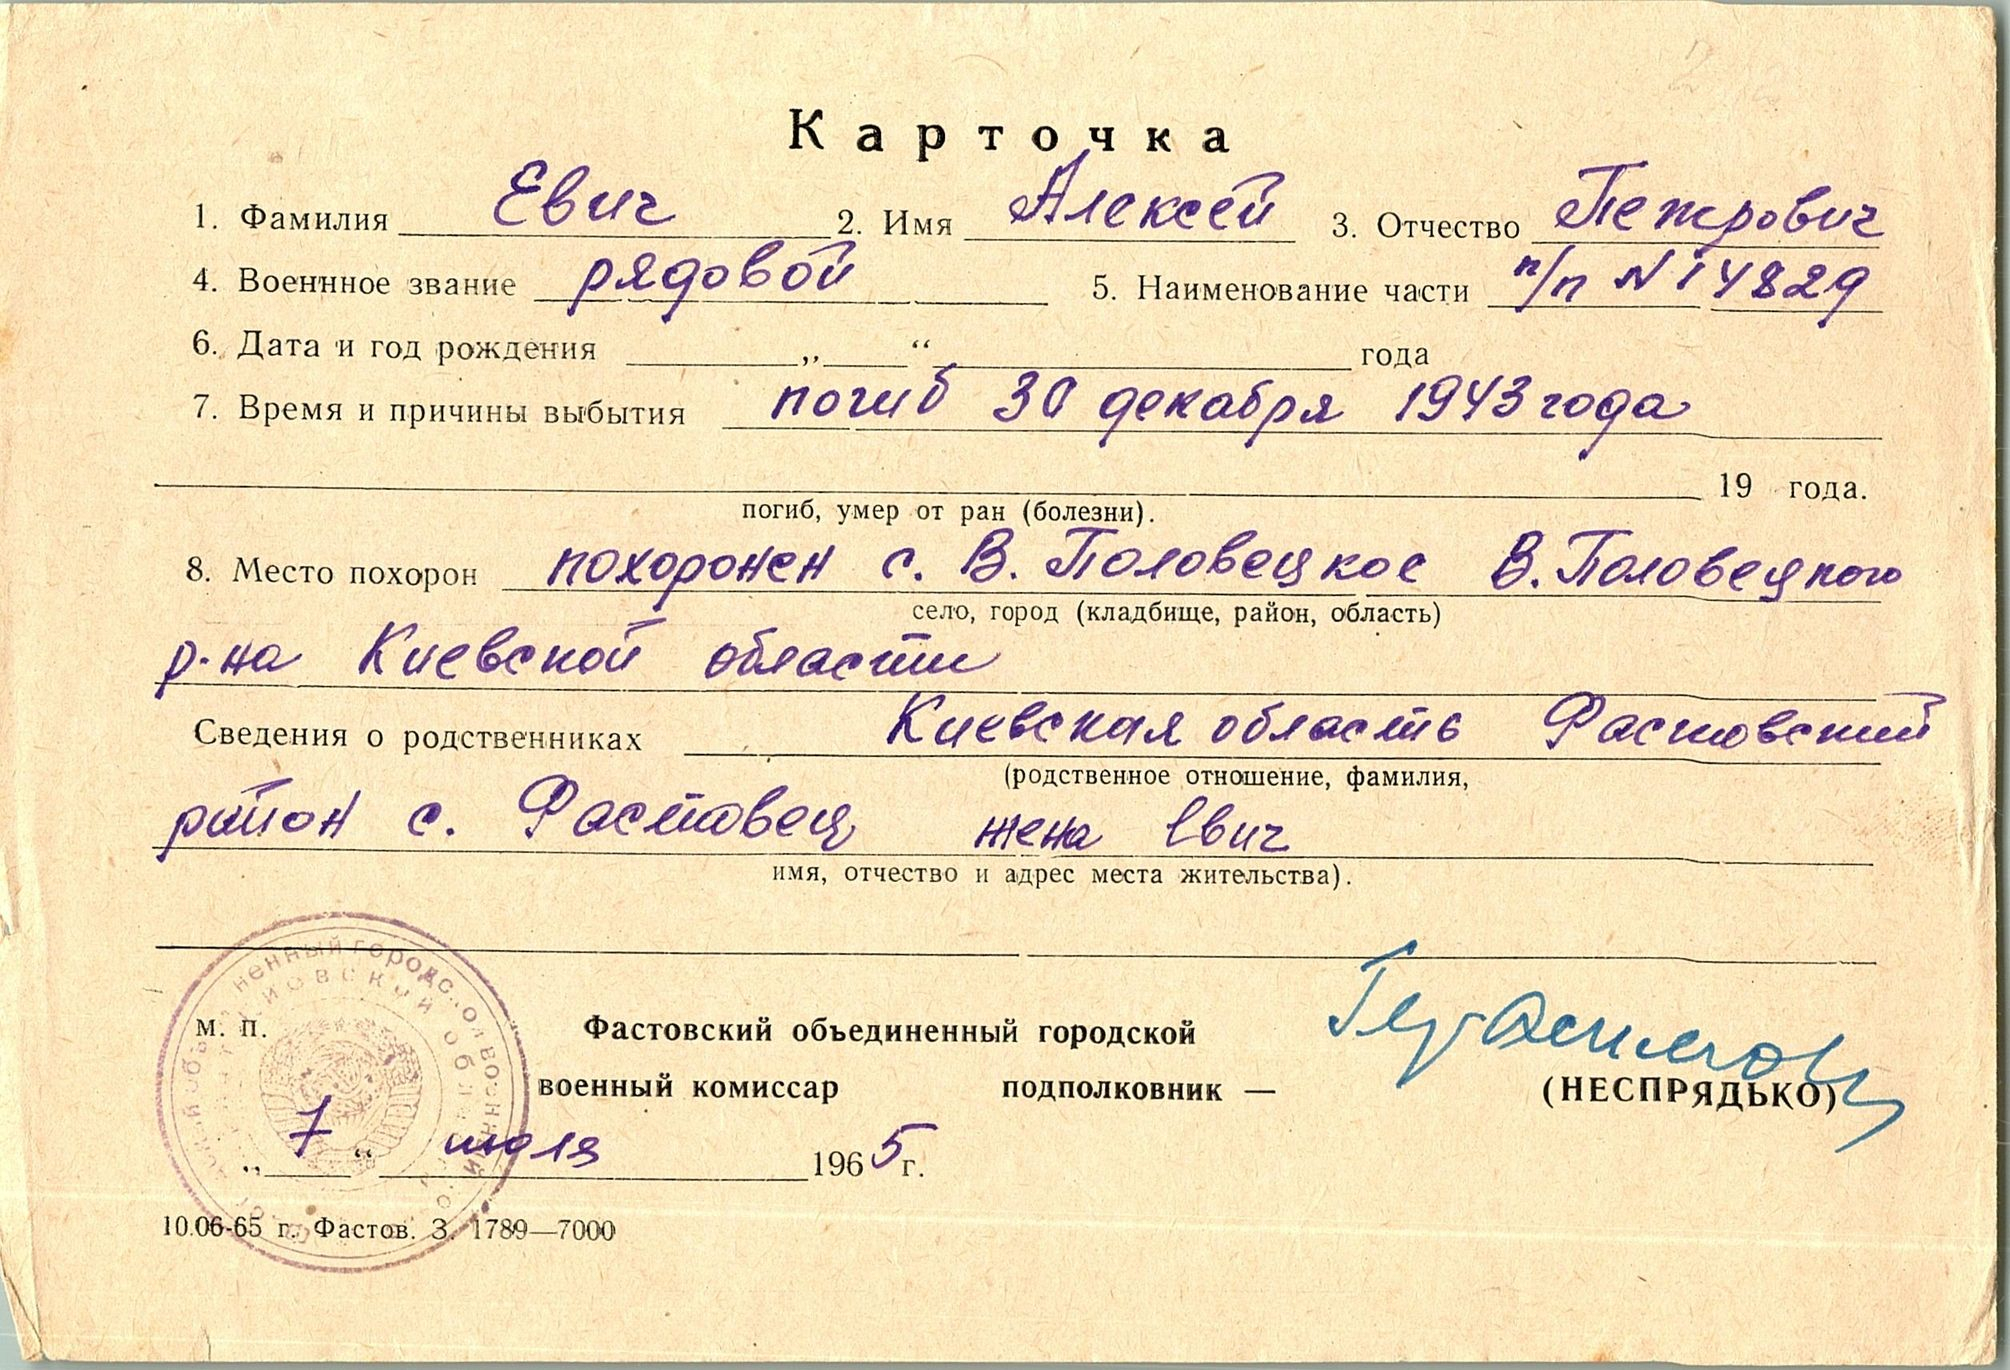 Карточка
1. Фамилия Евич 2. Имя Алексей 3. Отчество Петрович
4. Военное звание рядовой 5. Наименование части п/п N 14829
6. Дата и год рождения „ “ года
7. Время и причины выбытия погиб 30 декабря 1943 года
19 года.
погиб, умер от ран (болезни).
8. Место похорон похоронен с. В. Половецкое В. Половецкого
село, город (кладбище, район, область)
р-на Киевской области
Сведения о родственниках Киевская область Фастовский
(родственное отношение, фамилия,
район с. Фастовец жена Евич
имя, отчество и адрес места жительства).
М. П. Фастовский объединенный городской
военный комиссар подполковник — (НЕСПРЯДЬКО)
„ 7 “ июля 1965 г.
10.06-65 г. Фастов. З. 1789—7000